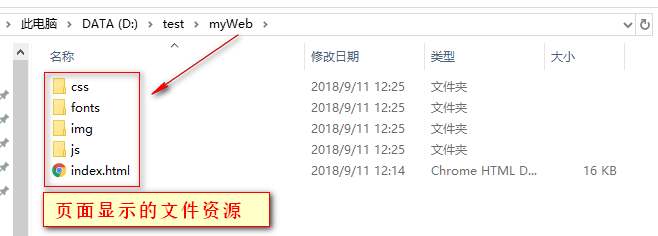 此电脑 › DATA (D:) › test › myWeb ›
名称 修改日期 类型 大小
css 2018/9/11 12:25 文件夹
fonts 2018/9/11 12:25 文件夹
img 2018/9/11 12:25 文件夹
js 2018/9/11 12:25 文件夹
index.html 2018/9/11 12:14 Chrome HTML D... 16 KB
页面显示的文件资源